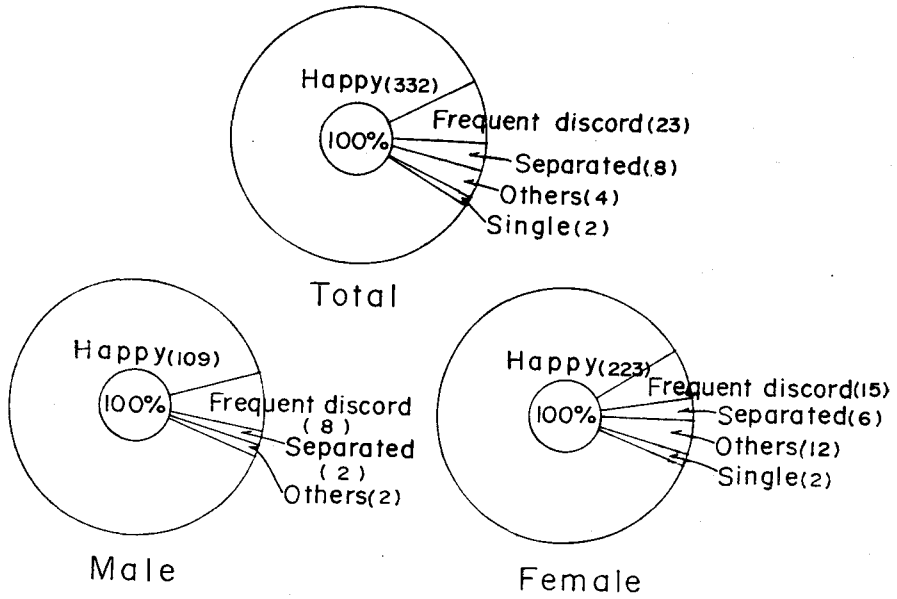 Happy(332)
100%
Frequent discord(23)
Separated(8)
Others(4)
Single(2)
Total
Happy(109)
100%
Frequent discord
(8)
Separated
(2)
Others(2)
Male
Happy(223)
100%
Frequent discord(15)
Separated(6)
Others(12)
Single(2)
Female